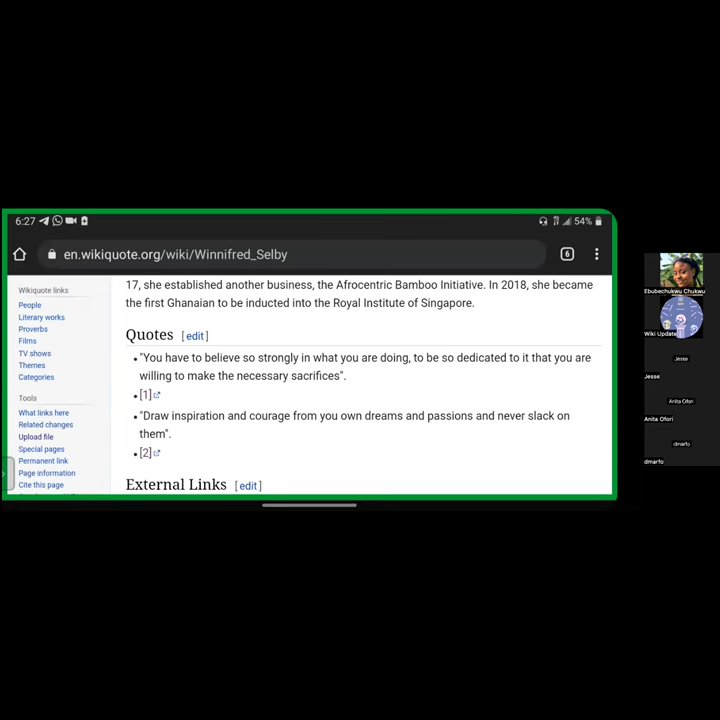 6:27
54%
en.wikiquote.org/wiki/Winnifred_Selby
6
Wikiquote links
People
Literary works
Proverbs
Films
TV shows
Themes
Categories
Tools
What links here
Related changes
Upload file
Special pages
Permanent link
Page information
Cite this page
17, she established another business, the Afrocentric Bamboo Initiative. In 2018, she became
the first Ghanaian to be inducted into the Royal Institute of Singapore.
Quotes [ edit ]
• "You have to believe so strongly in what you are doing, to be so dedicated to it that you are
willing to make the necessary sacrifices".
• [1]
• "Draw inspiration and courage from you own dreams and passions and never slack on
them".
• [2]
External Links [ edit ]
Ebubechukwu Chukwu
Wiki Update
Jesse
Jesse
Anita Ofori
Anita Ofori
dmarfo
dmarfo